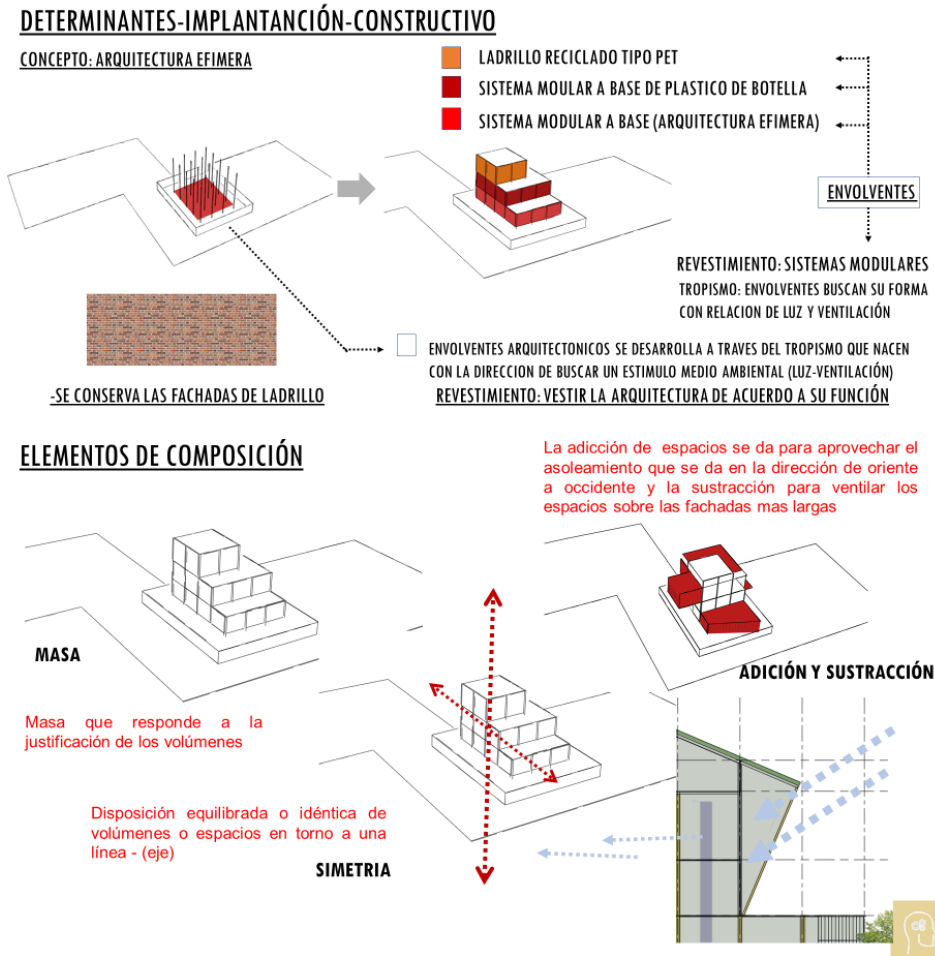 DETERMINANTES-IMPLANTANCIÓN-CONSTRUCTIVO
CONCEPTO: ARQUITECTURA EFIMERA
LADRILLO RECICLADO TIPO PET
SISTEMA MOULAR A BASE DE PLASTICO DE BOTELLA
SISTEMA MODULAR A BASE (ARQUITECTURA EFIMERA)
ENVOLVENTES
REVESTIMIENTO: SISTEMAS MODULARES
TROPISMO: ENVOLVENTES BUSCAN SU FORMA
CON RELACION DE LUZ Y VENTILACIÓN
ENVOLVENTES ARQUITECTONICOS SE DESARROLLA A TRAVES DEL TROPISMO QUE NACEN
CON LA DIRECCION DE BUSCAR UN ESTIMULO MEDIO AMBIENTAL (LUZ-VENTILACIÓN)
-SE CONSERVA LAS FACHADAS DE LADRILLO
REVESTIMIENTO: VESTIR LA ARQUITECTURA DE ACUERDO A SU FUNCIÓN
ELEMENTOS DE COMPOSICIÓN
La adicción de espacios se da para aprovechar el
asoleamiento que se da en la dirección de oriente
a occidente y la sustracción para ventilar los
espacios sobre las fachadas mas largas
MASA
ADICIÓN Y SUSTRACCIÓN
Masa que responde a la
justificación de los volúmenes
Disposición equilibrada o idéntica de
volúmenes o espacios en torno a una
línea - (eje)
SIMETRIA